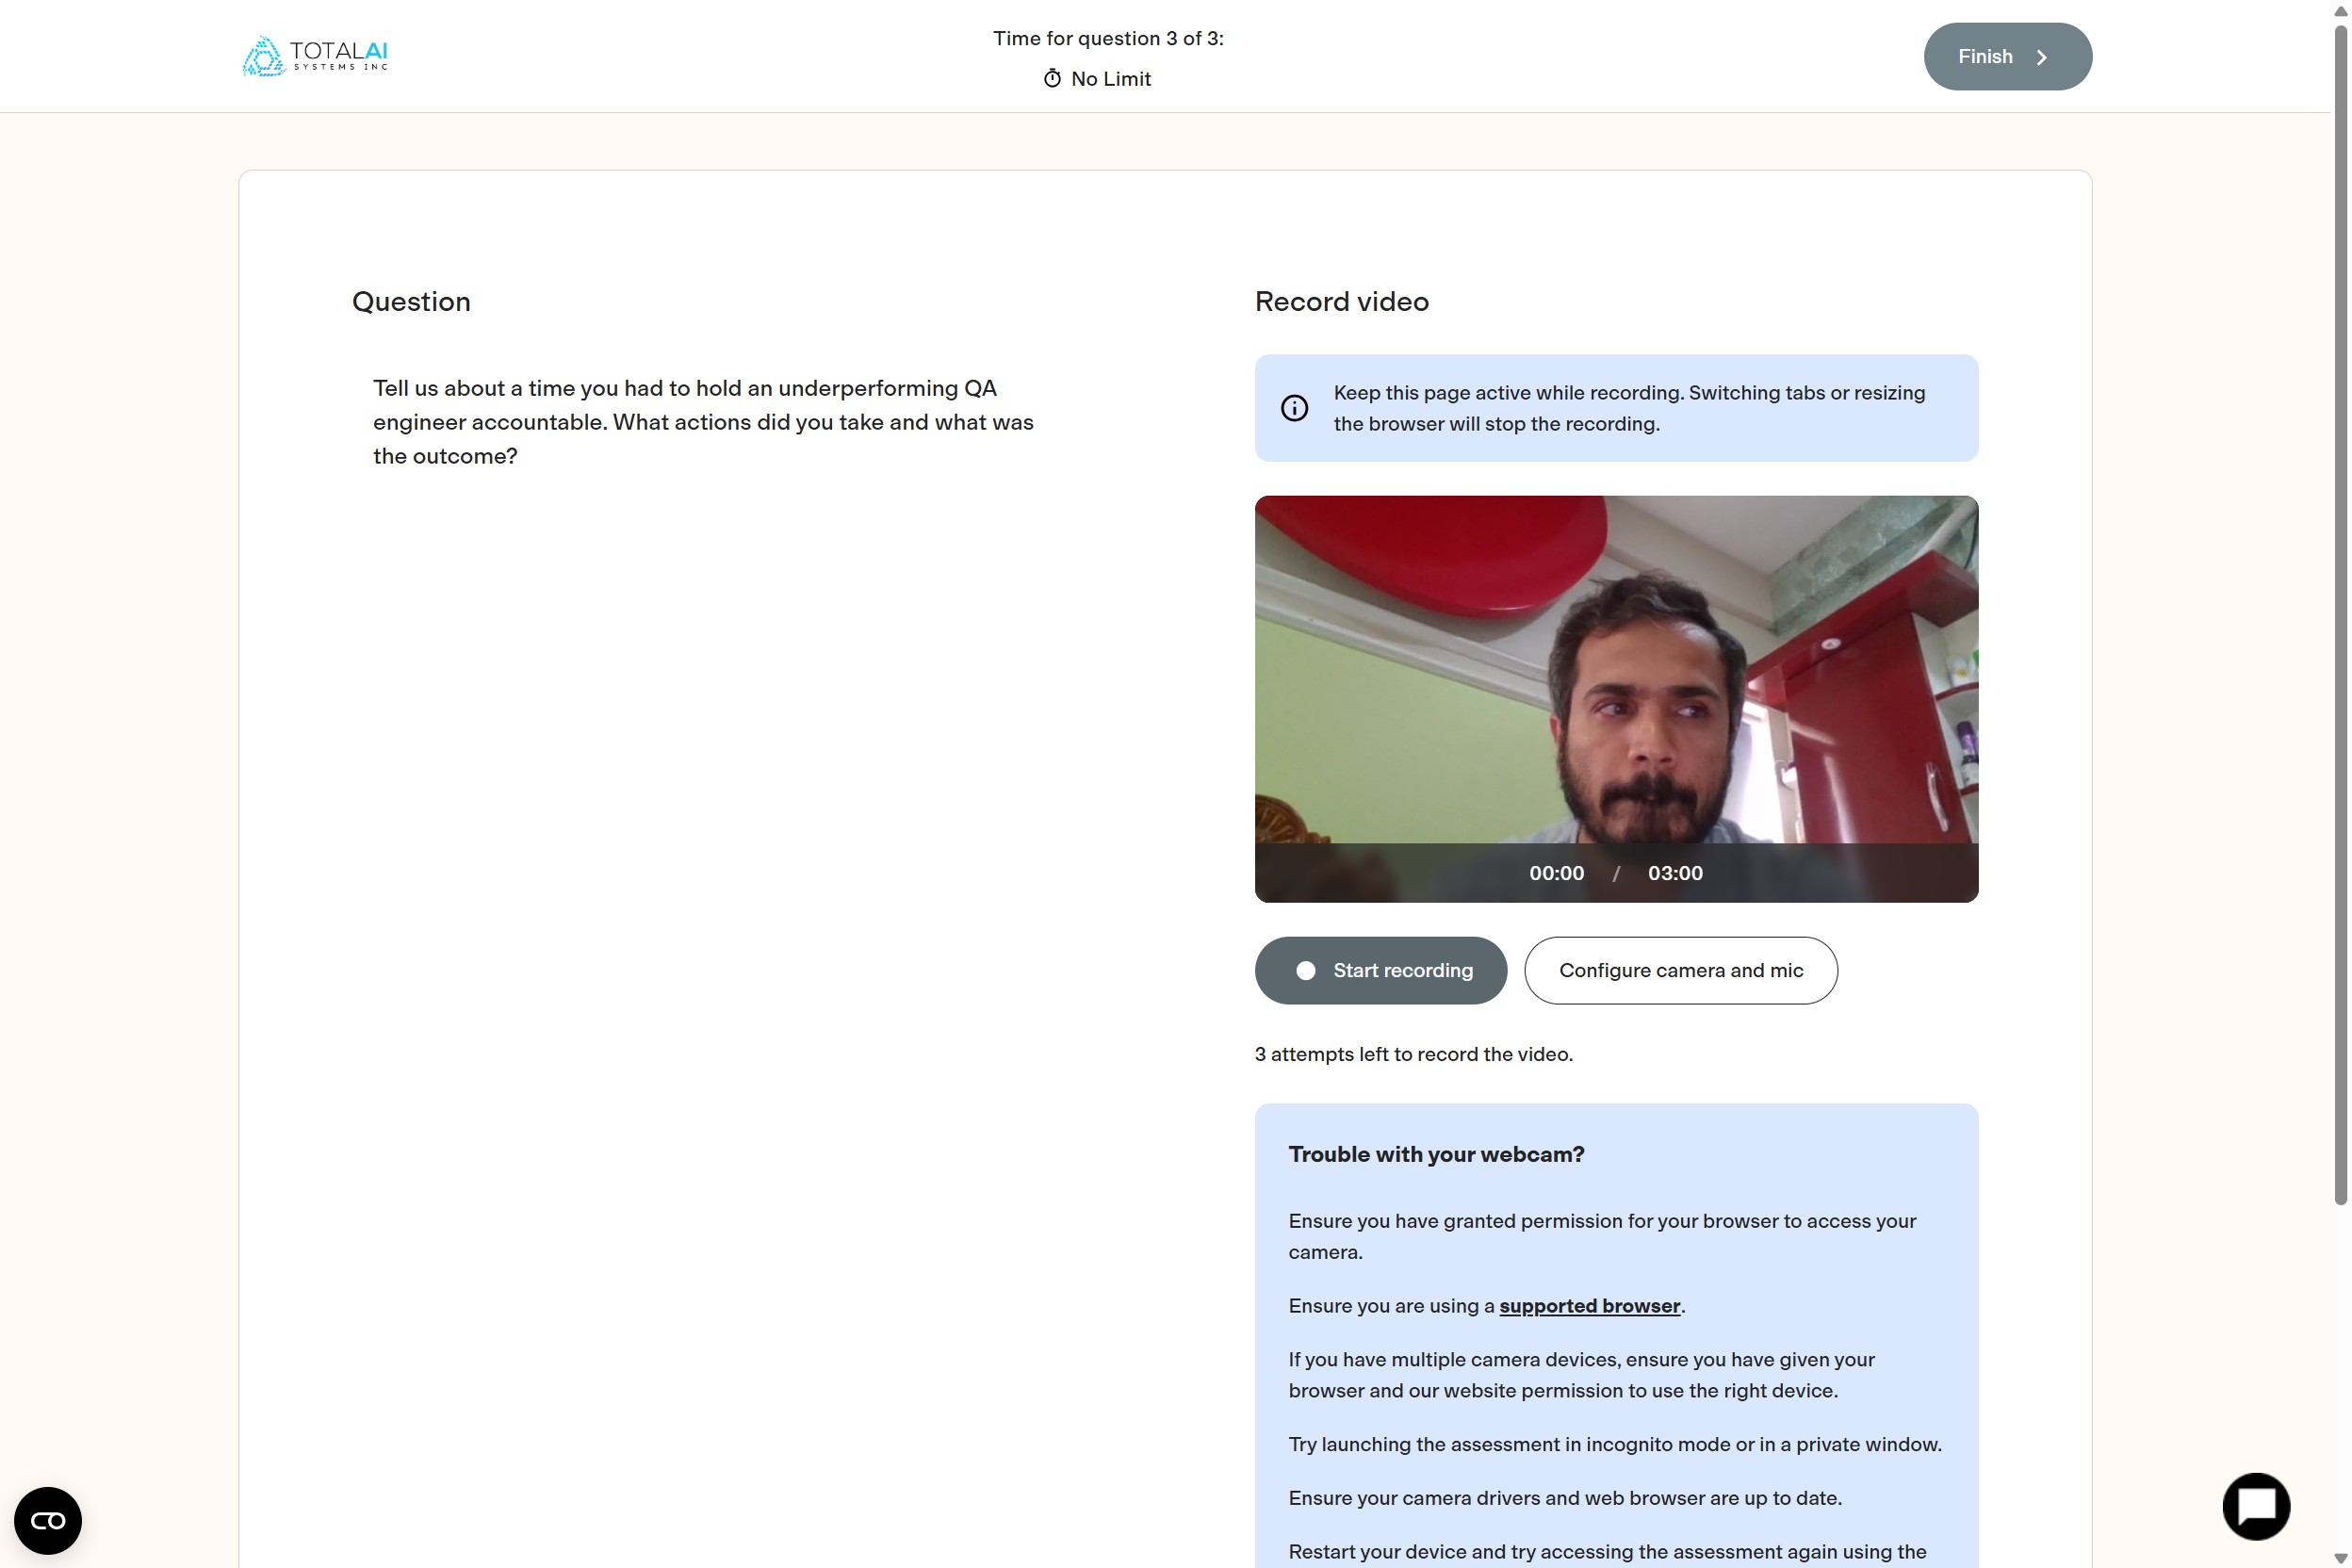 TOTALAI
SYSTEMS INC
Time for question 3 of 3:
No Limit
Finish
Question
Tell us about a time you had to hold an underperforming QA
engineer accountable. What actions did you take and what was
the outcome?
Record video
Keep this page active while recording. Switching tabs or resizing
the browser will stop the recording.
00:00 / 03:00
Start recording
Configure camera and mic
3 attempts left to record the video.
Trouble with your webcam?
Ensure you have granted permission for your browser to access your
camera.
Ensure you are using a supported browser.
If you have multiple camera devices, ensure you have given your
browser and our website permission to use the right device.
Try launching the assessment in incognito mode or in a private window.
Ensure your camera drivers and web browser are up to date.
Restart your device and try accessing the assessment again using the